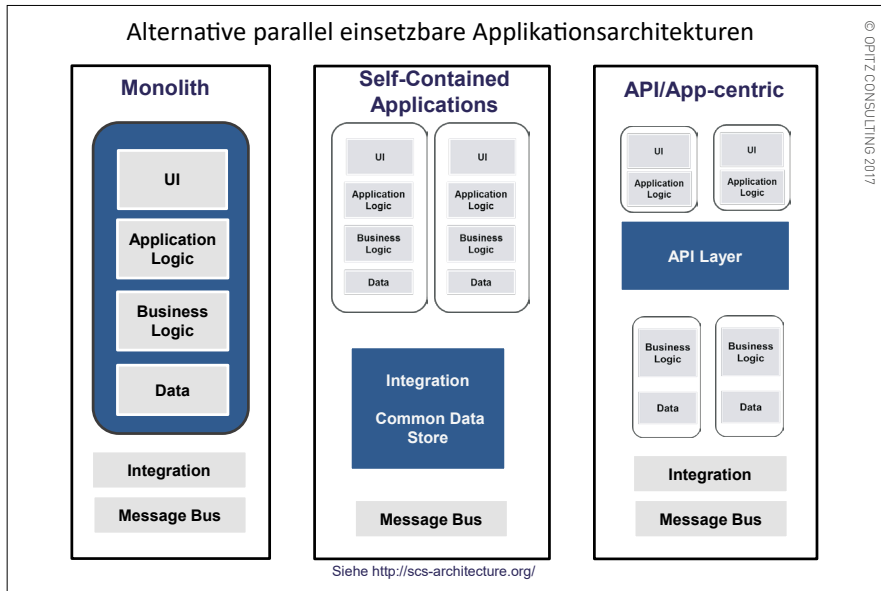 Alternative parallel einsetzbare Applikationsarchitekturen
Monolith
UI
Application
Logic
Business
Logic
Data
Integration
Message Bus
Self-Contained
Applications
UI
Application
Logic
Business
Logic
Data
UI
Application
Logic
Business
Logic
Data
Integration
Common Data
Store
Message Bus
API/App-centric
UI
Application
Logic
UI
Application
Logic
API Layer
Business
Logic
Data
Business
Logic
Data
Integration
Message Bus
Siehe http://scs-architecture.org/
© OPITZ CONSULTING 2017